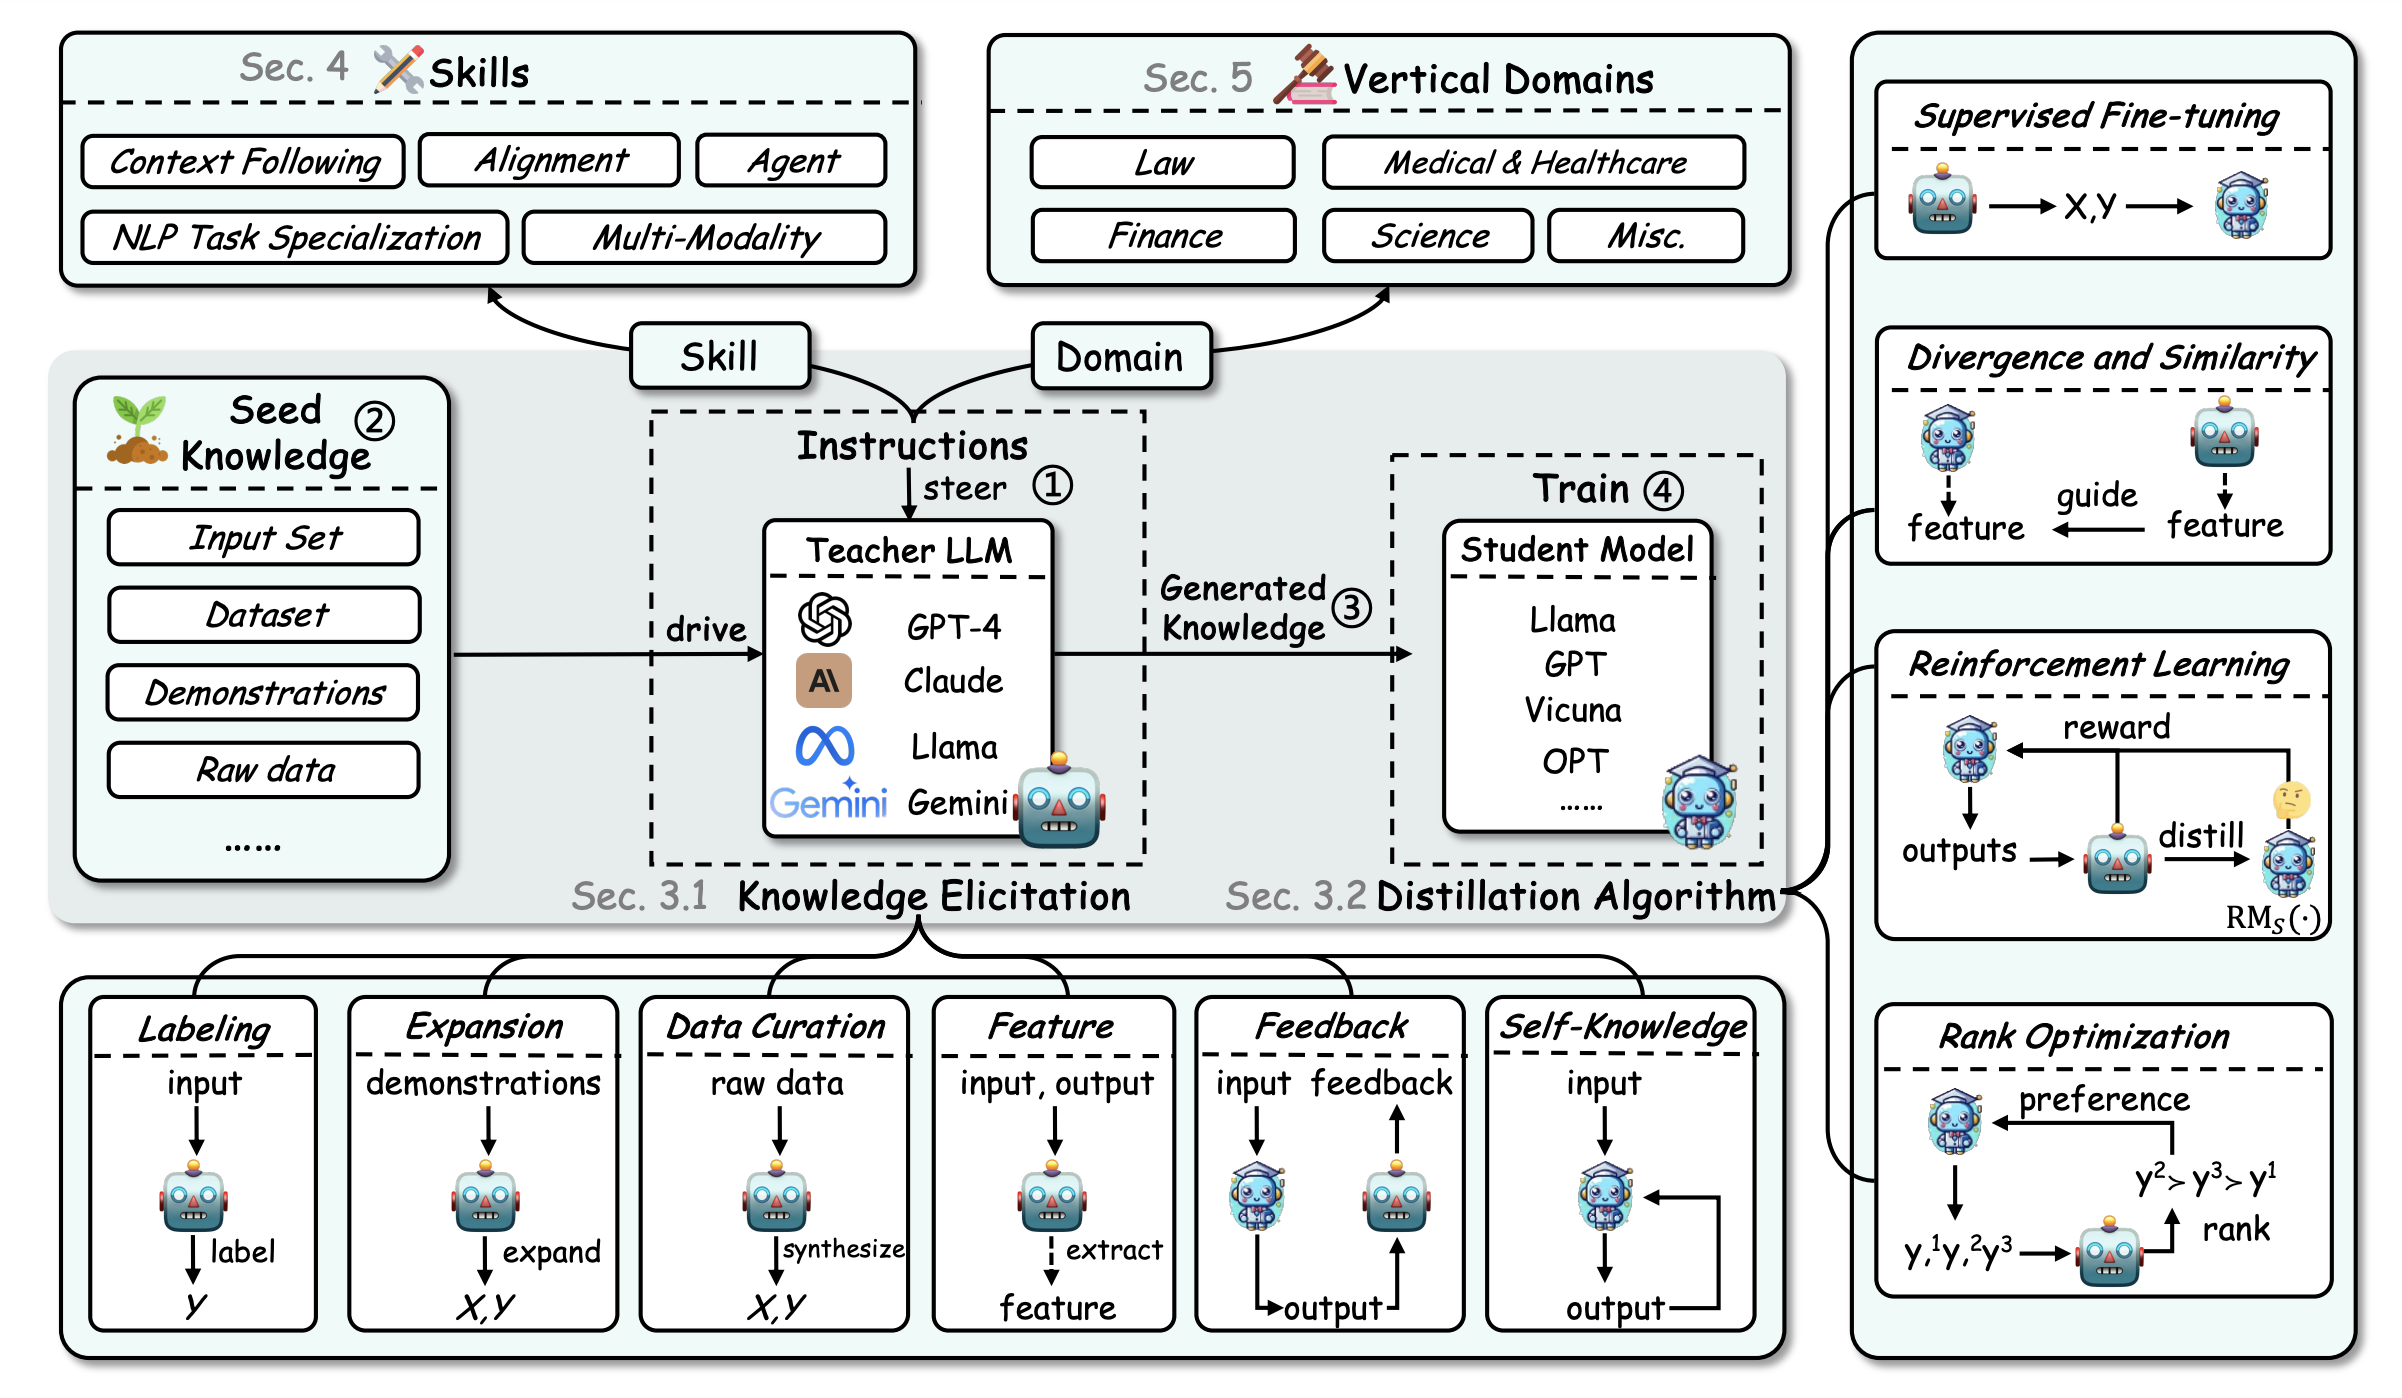 Sec. 4 Skills
Context Following
Alignment
Agent
NLP Task Specialization
Multi-Modality
Sec. 5 Vertical Domains
Law
Medical & Healthcare
Finance
Science
Misc.
Skill
Domain
Seed
Knowledge ②
Input Set
Dataset
Demonstrations
Raw data
......
drive
Instructions
steer ①
Teacher LLM
GPT-4
A\ Claude
Llama
Gemini Gemini
Generated
Knowledge ③
Train ④
Student Model
Llama
GPT
Vicuna
OPT
......
Sec. 3.1 Knowledge Elicitation
Sec. 3.2 Distillation Algorithm
Labeling
input
label
Y
Expansion
demonstrations
expand
X,Y
Data Curation
raw data
synthesize
X,Y
Feature
input, output
extract
feature
Feedback
input feedback
output
Self-Knowledge
input
output
Supervised Fine-tuning
X,Y
Divergence and Similarity
guide
feature feature
Reinforcement Learning
reward
distill
outputs
RM_S(·)
Rank Optimization
preference
y²≻y³≻y¹
rank
y,¹y,²y³